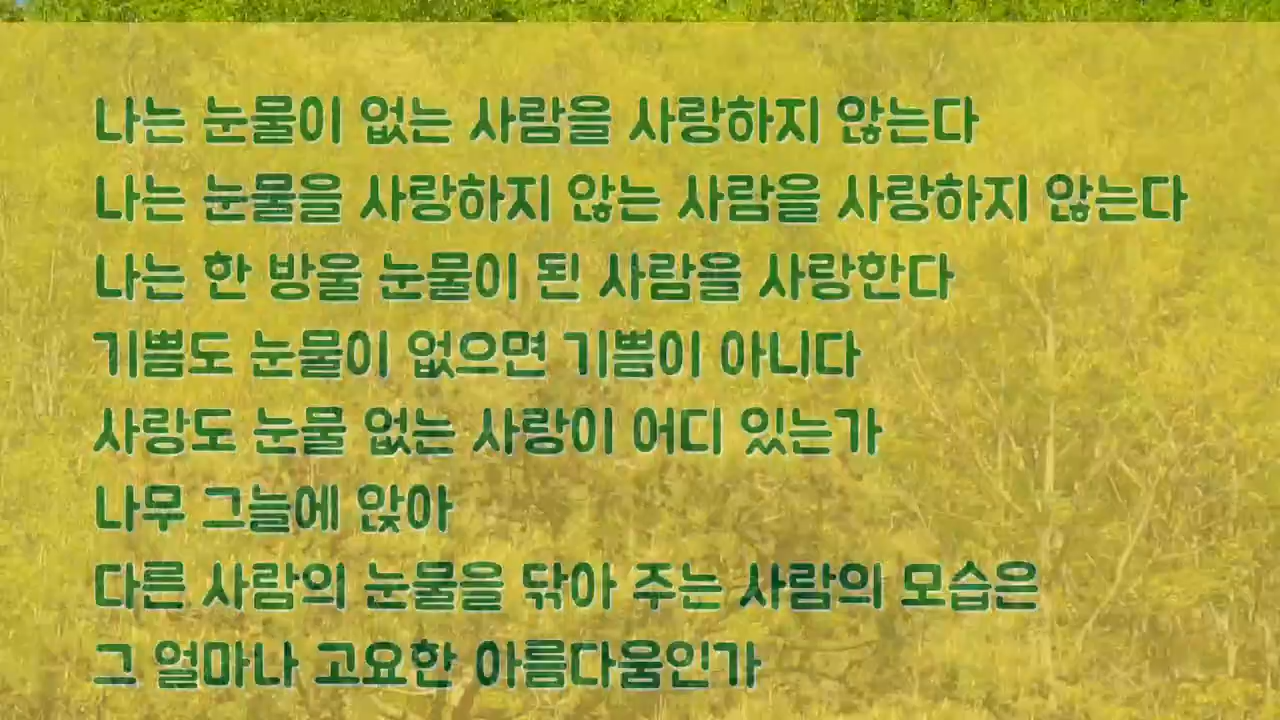 나는 눈물이 없는 사람을 사랑하지 않는다
나는 눈물을 사랑하지 않는 사람을 사랑하지 않는다
나는 한 방울 눈물이 된 사람을 사랑한다
기쁨도 눈물이 없으면 기쁨이 아니다
사랑도 눈물 없는 사랑이 어디 있는가
나무 그늘에 앉아
다른 사람의 눈물을 닦아 주는 사람의 모습은
그 얼마나 고요한 아름다움인가